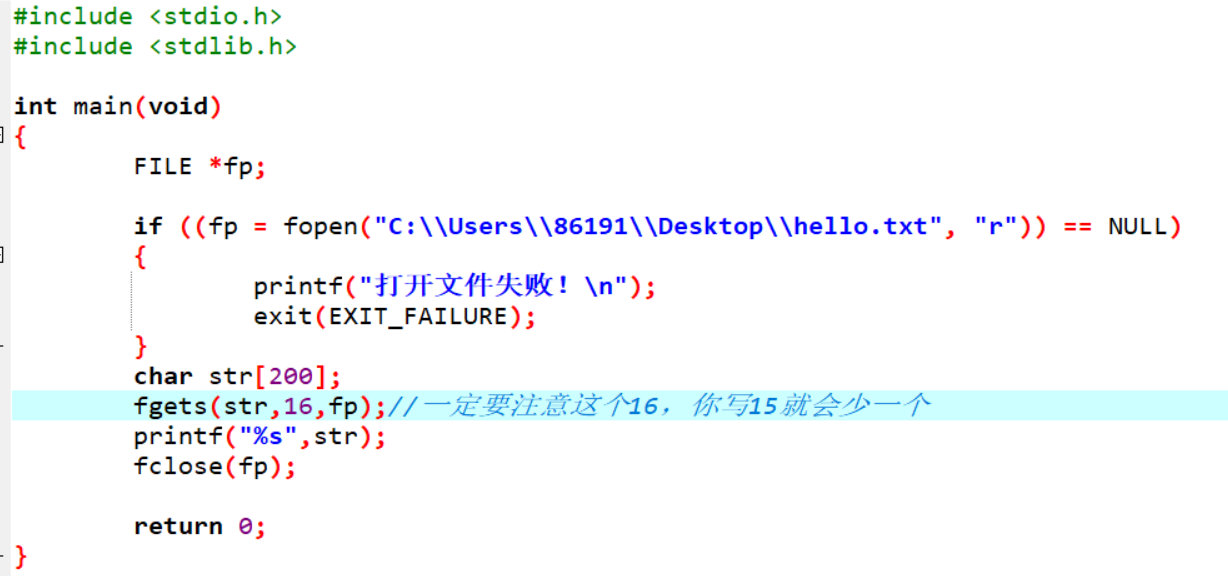 #include <stdio.h>
#include <stdlib.h>
int main(void)
{
FILE *fp;
if ((fp = fopen("C:\\Users\\86191\\Desktop\\hello.txt", "r")) == NULL)
{
printf("打开文件失败！\n");
exit(EXIT_FAILURE);
}
char str[200];
fgets(str,16,fp);//一定要注意这个16，你写15就会少一个
printf("%s",str);
fclose(fp);
return 0;
}